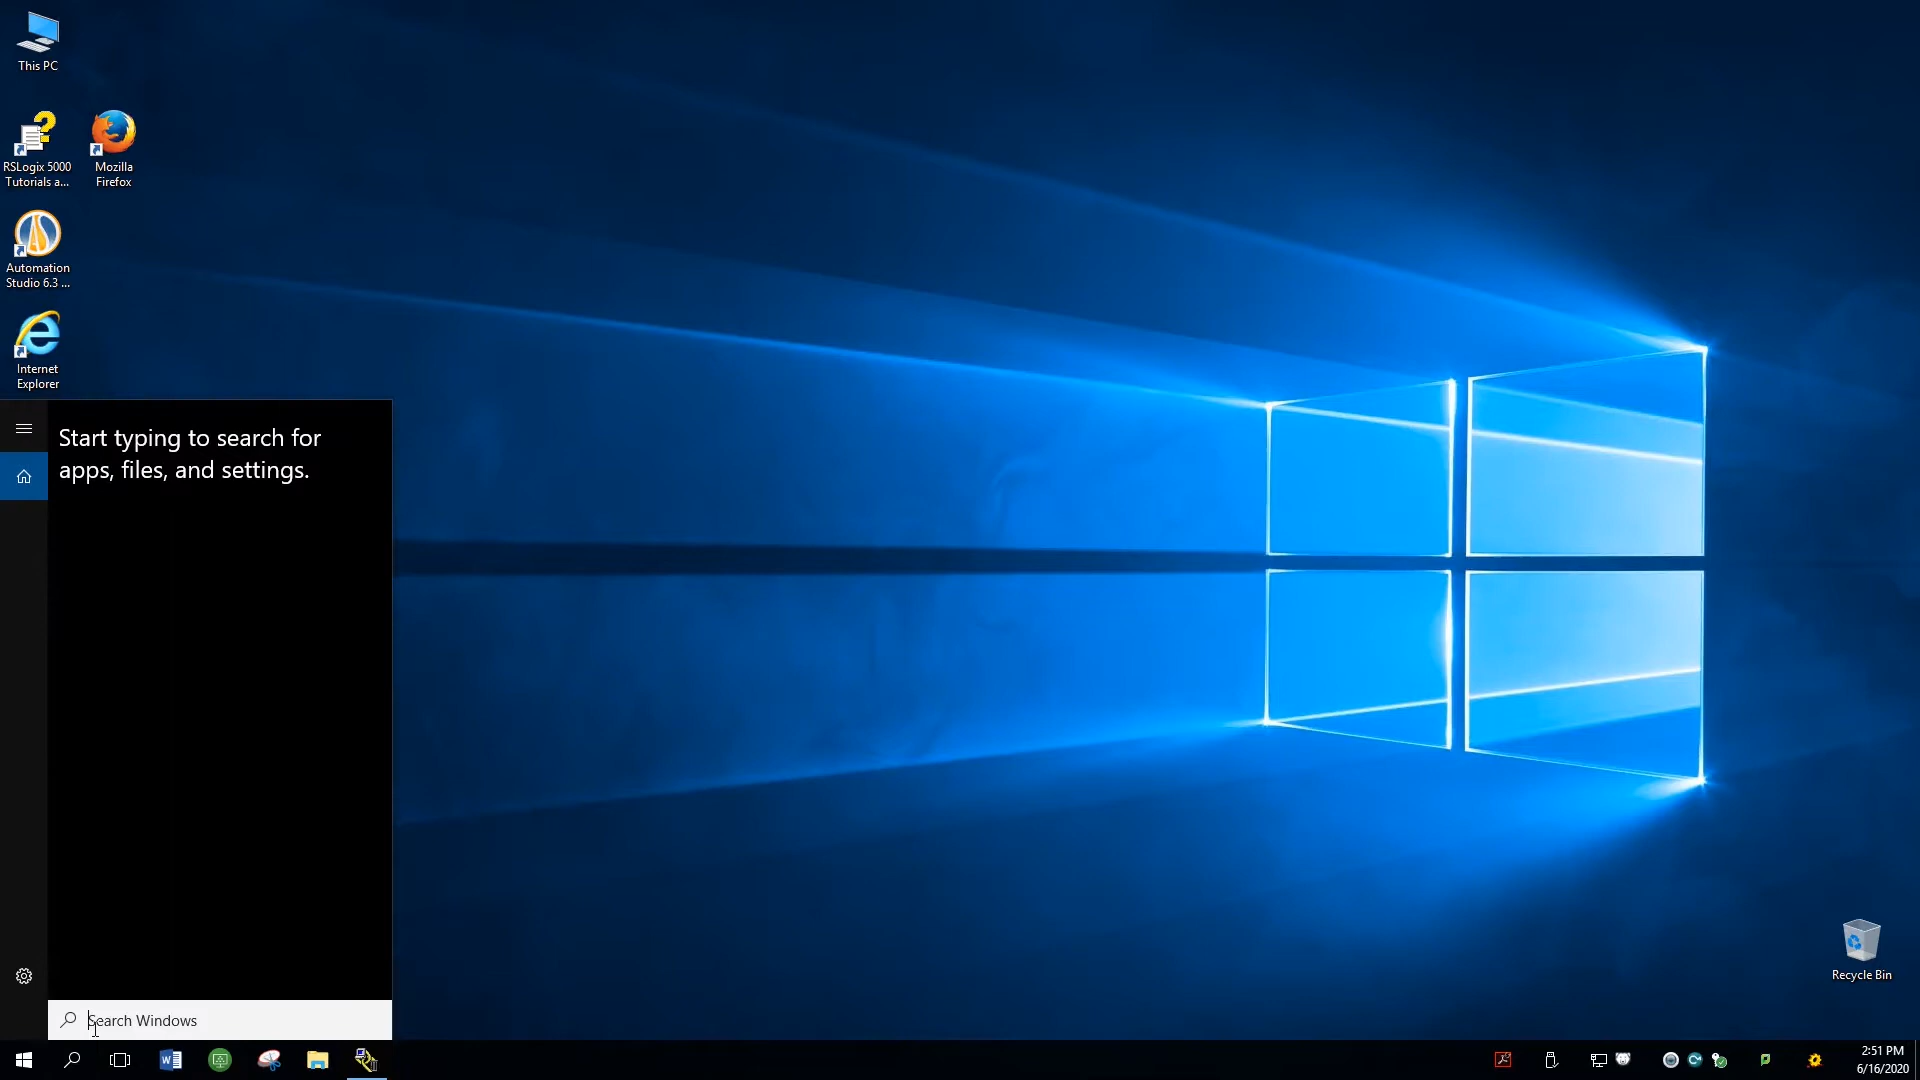 This PC
RSLogix 5000
Tutorials a...
Mozilla
Firefox
Automation
Studio 6.3 ...
Internet
Explorer
Start typing to search for
apps, files, and settings.
Search Windows
Recycle Bin
2:51 PM
6/16/2020